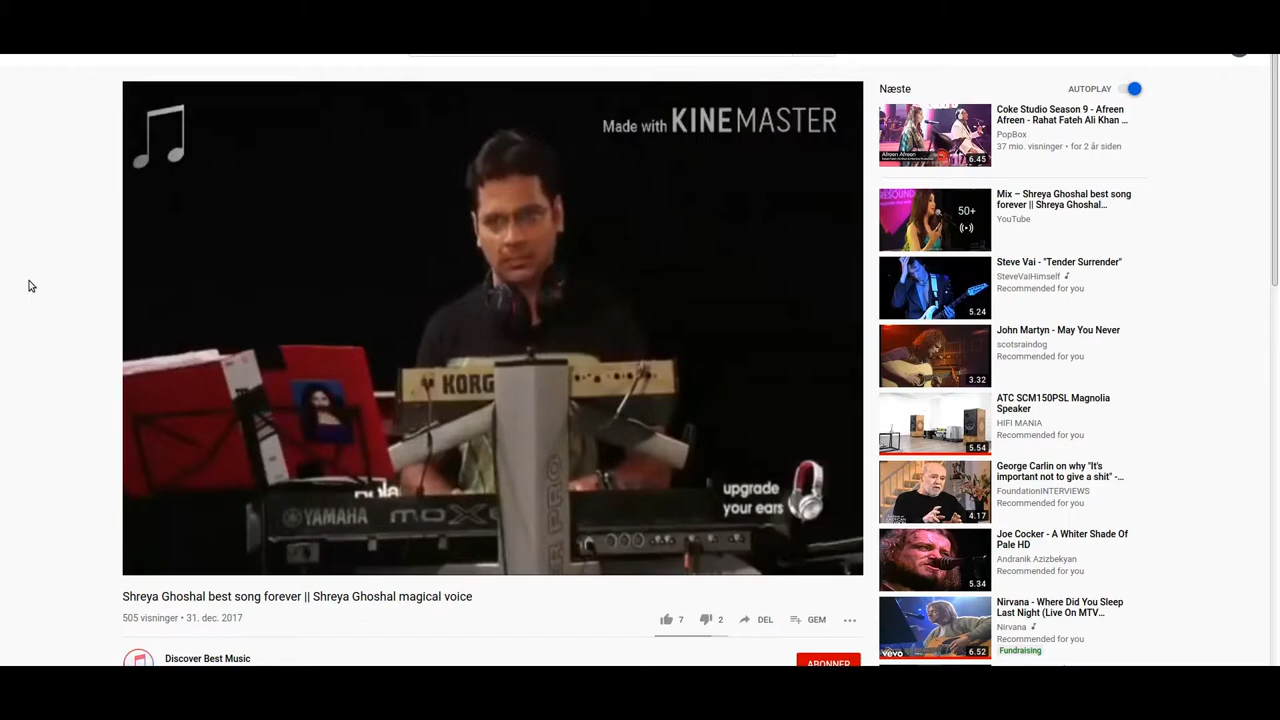 Made with KINEMASTER
KORG
YAMAHA
upgrade
your ears
Shreya Ghoshal best song forever || Shreya Ghoshal magical voice
505 visninger • 31. dec. 2017
7
2
DEL
GEM
Discover Best Music
ABONNER
Næste
AUTOPLAY
Coke Studio Season 9 - Afreen
Afreen - Rahat Fateh Ali Khan ...
PopBox
37 mio. visninger • for 2 år siden
6.45
50+
Mix – Shreya Ghoshal best song
forever || Shreya Ghoshal...
YouTube
Steve Vai - "Tender Surrender"
SteveVaiHimself
Recommended for you
5.24
John Martyn - May You Never
scotsraindog
Recommended for you
3.32
ATC SCM150PSL Magnolia
Speaker
HIFI MANIA
Recommended for you
5.54
George Carlin on why "It's
important not to give a shit" -...
FoundationINTERVIEWS
Recommended for you
4.17
Joe Cocker - A Whiter Shade Of
Pale HD
Andranik Azizbekyan
Recommended for you
5.34
Nirvana - Where Did You Sleep
Last Night (Live On MTV...
Nirvana
Recommended for you
Fundraising
vevo
6.52